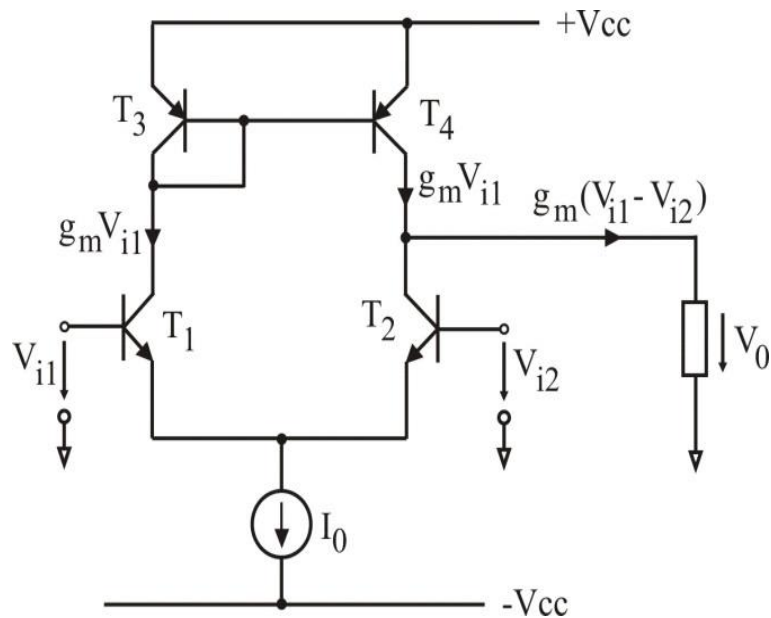 +Vcc
T3
T4
gmVi1
gm(Vi1 - Vi2)
gmVi1
T1
T2
Vi1
Vi2
V0
I0
-Vcc